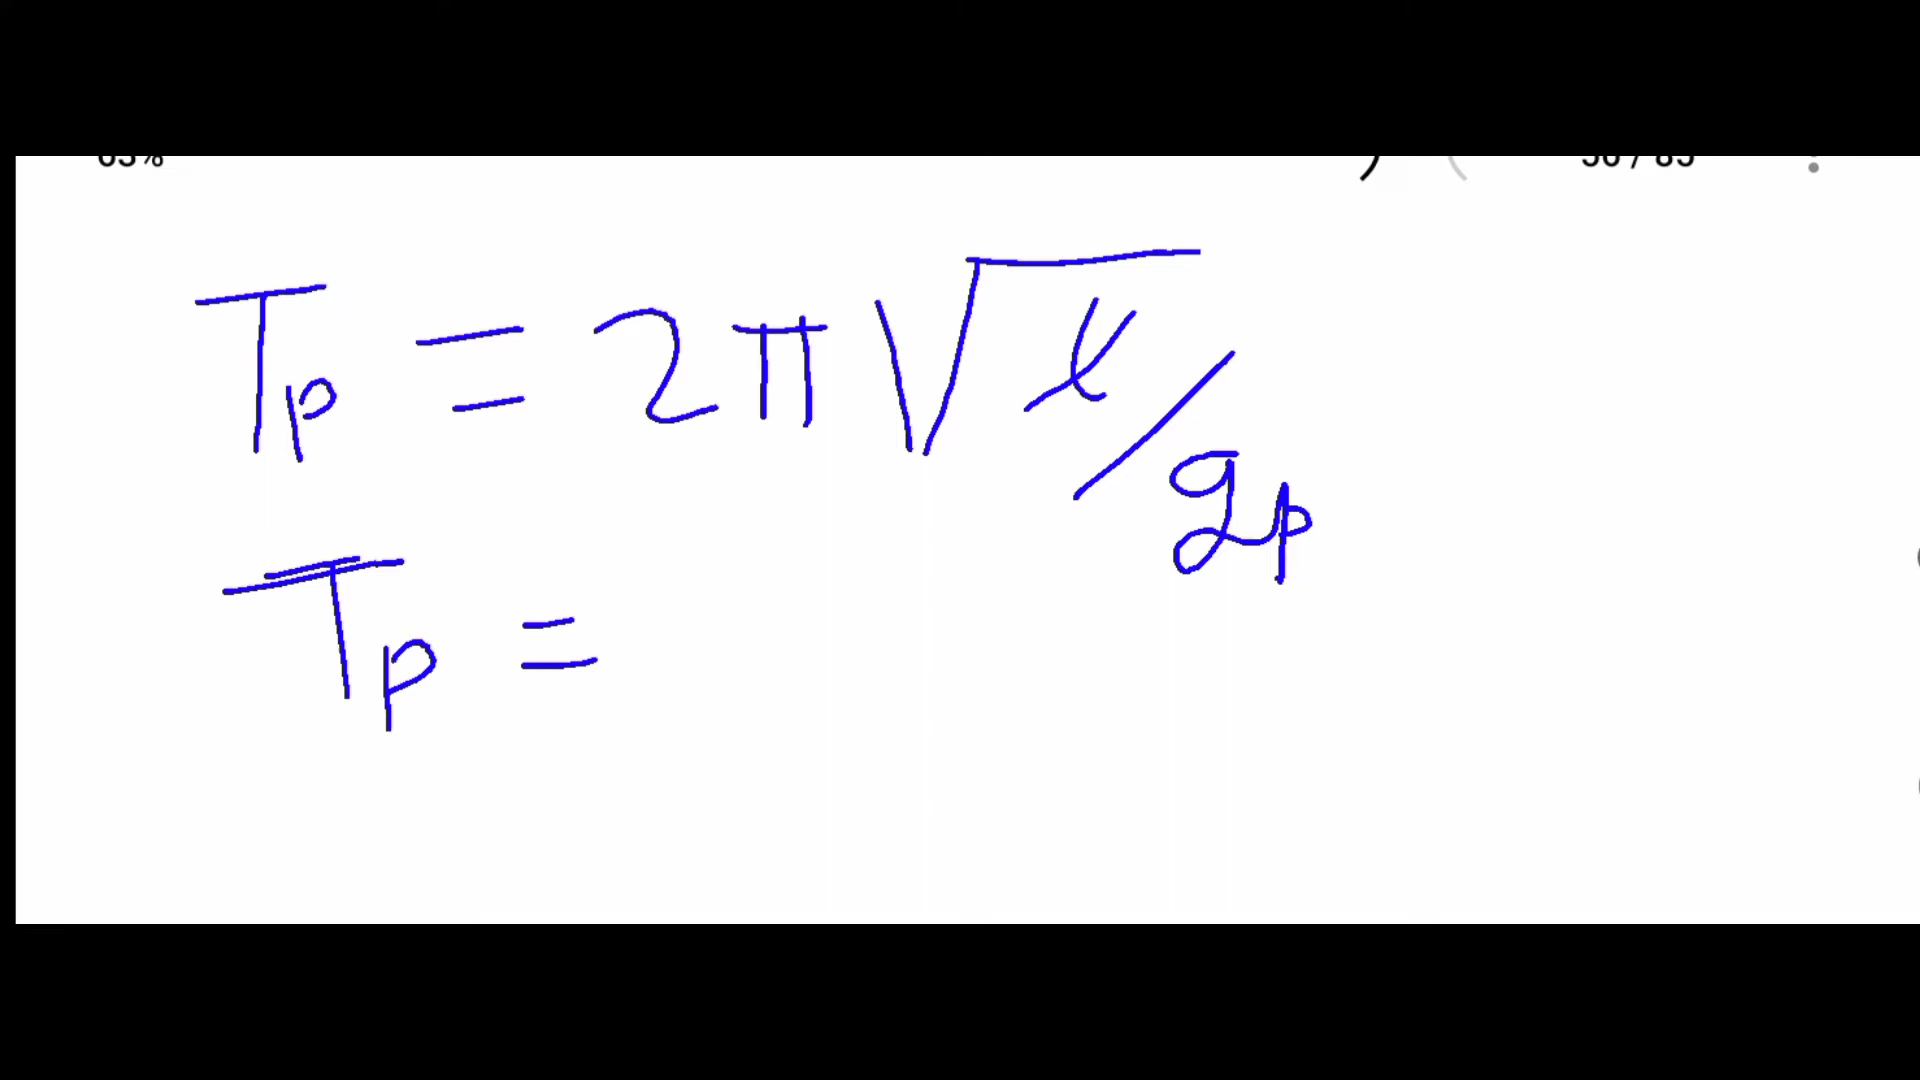 Tp = 2π√l/gp
Tp =